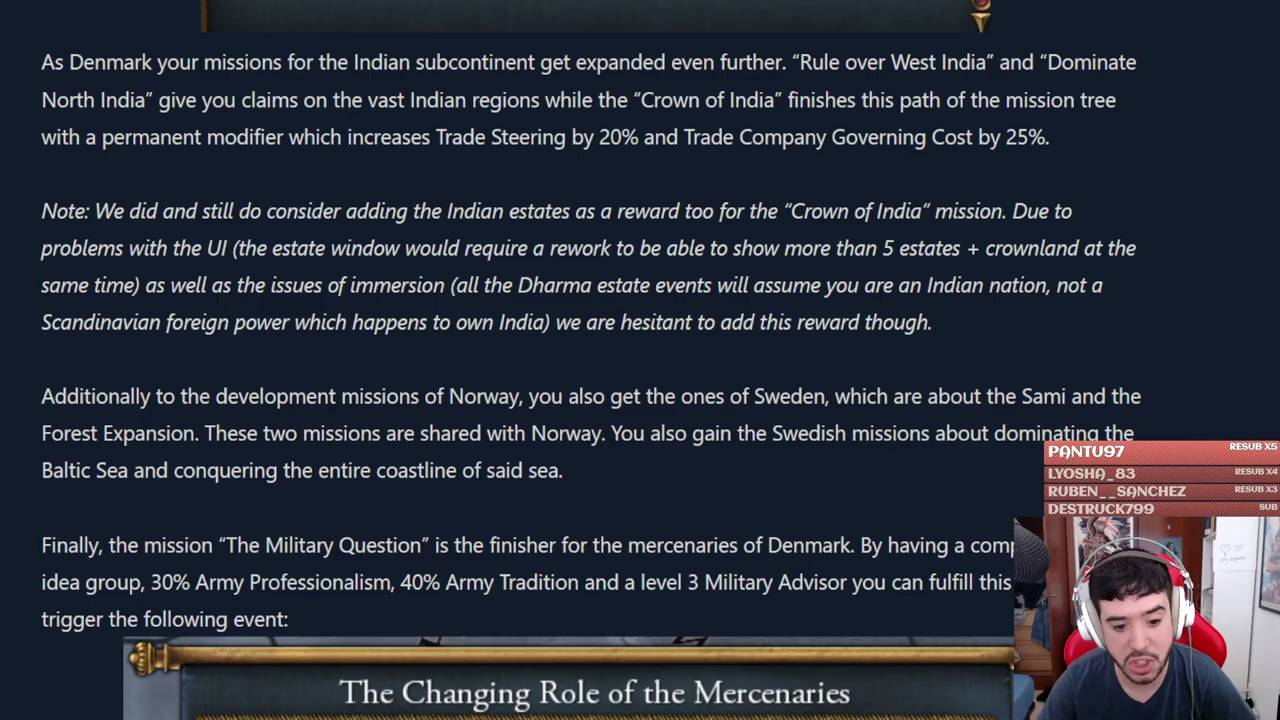 As Denmark your missions for the Indian subcontinent get expanded even further. “Rule over West India” and “Dominate
North India” give you claims on the vast Indian regions while the “Crown of India” finishes this path of the mission tree
with a permanent modifier which increases Trade Steering by 20% and Trade Company Governing Cost by 25%.
Note: We did and still do consider adding the Indian estates as a reward too for the “Crown of India” mission. Due to
problems with the UI (the estate window would require a rework to be able to show more than 5 estates + crownland at the
same time) as well as the issues of immersion (all the Dharma estate events will assume you are an Indian nation, not a
Scandinavian foreign power which happens to own India) we are hesitant to add this reward though.
Additionally to the development missions of Norway, you also get the ones of Sweden, which are about the Sami and the
Forest Expansion. These two missions are shared with Norway. You also gain the Swedish missions about dominating the
Baltic Sea and conquering the entire coastline of said sea.
PANTU97 RESUB X5
LYOSHA_83 RESUB X4
RUBEN__SANCHEZ RESUB X3
DESTRUCK799 SUB
Finally, the mission “The Military Question” is the finisher for the mercenaries of Denmark. By having a comp
idea group, 30% Army Professionalism, 40% Army Tradition and a level 3 Military Advisor you can fulfill this
trigger the following event:
The Changing Role of the Mercenaries